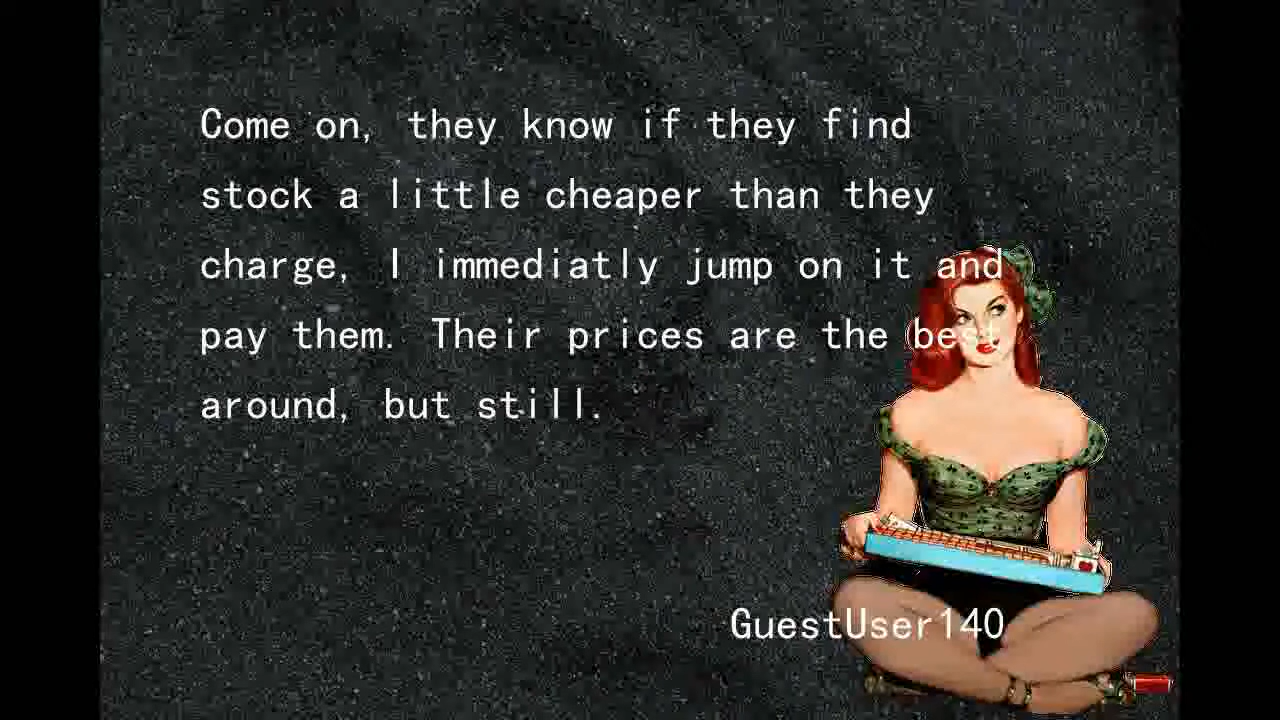 Come on, they know if they find
stock a little cheaper than they
charge, I immediatly jump on it and
pay them. Their prices are the best
around, but still.
GuestUser140